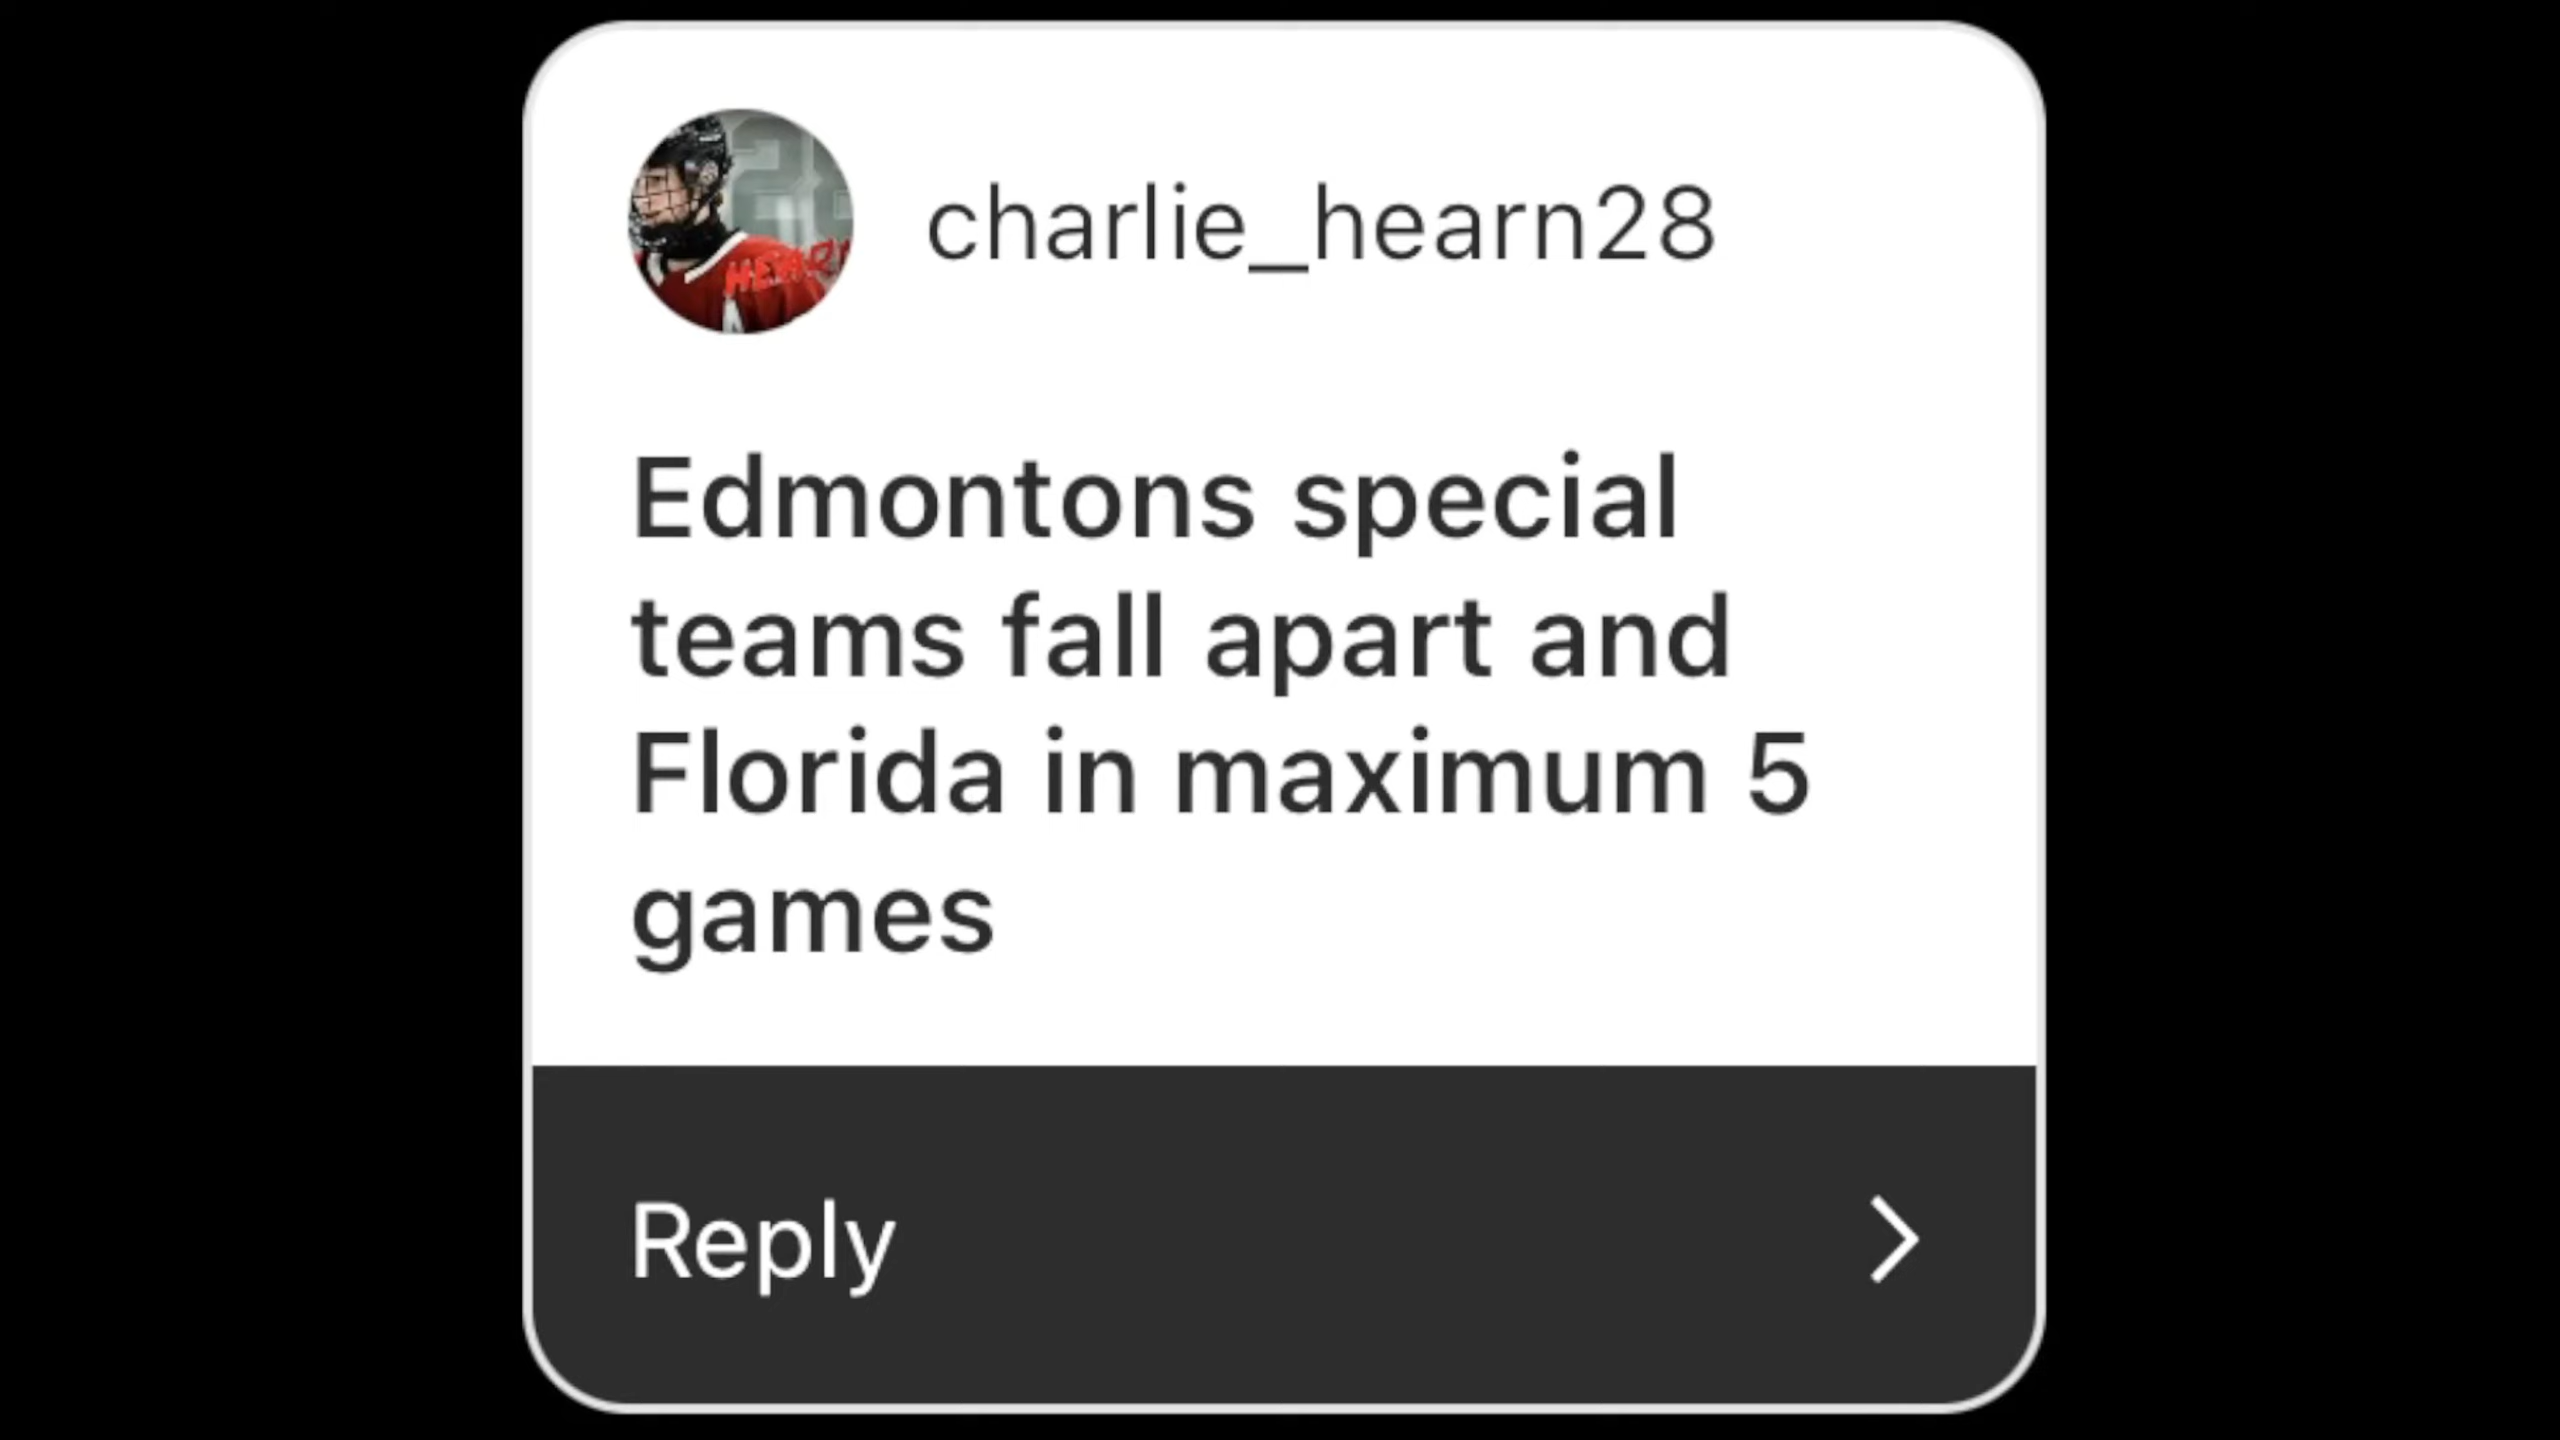 charlie_hearn28
Edmontons special
teams fall apart and
Florida in maximum 5
games
Reply